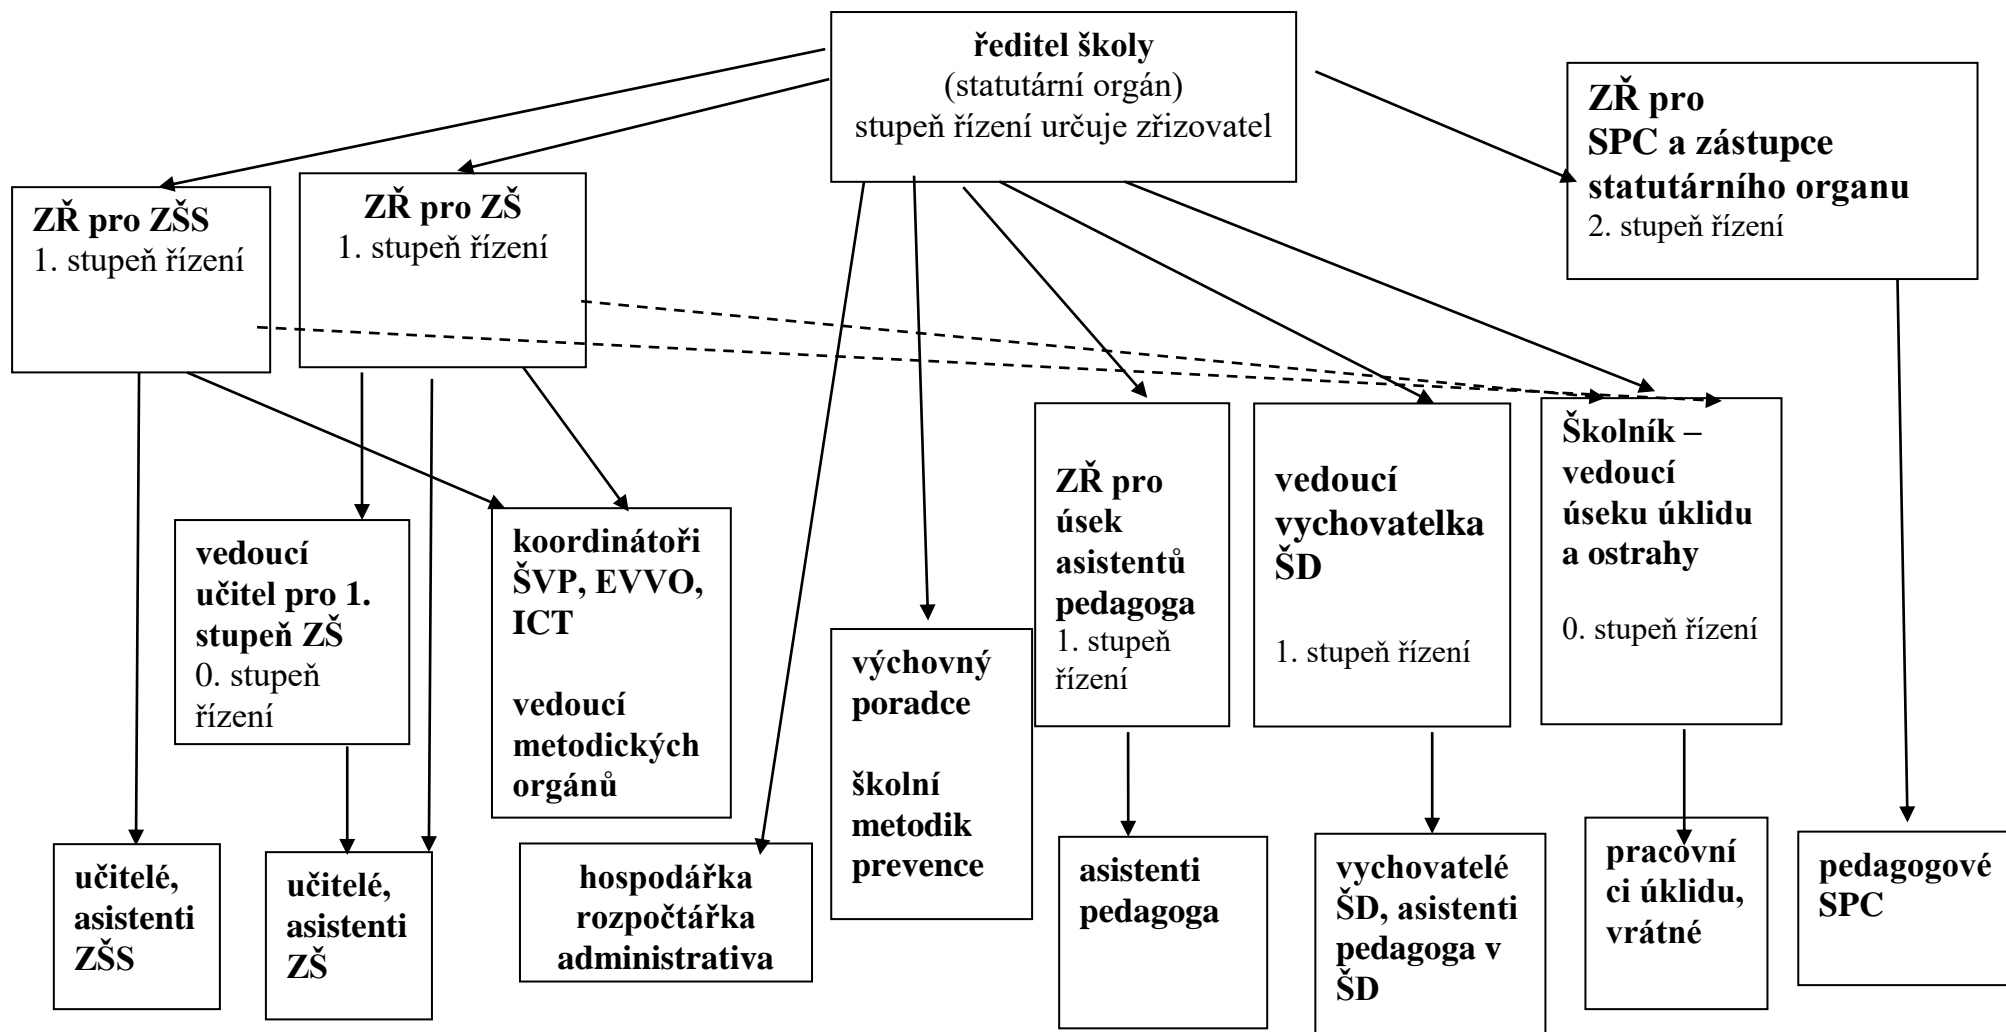 ředitel školy
(statutární orgán)
stupeň řízení určuje zřizovatel
ZŘ pro
SPC a zástupce
statutárního organu
2. stupeň řízení
ZŘ pro ZŠS
1. stupeň řízení
ZŘ pro ZŠ
1. stupeň řízení
vedoucí
učitel pro 1.
stupeň ZŠ
0. stupeň
řízení
koordinátoři
ŠVP, EVVO,
ICT
vedoucí
metodických
orgánů
výchovný
poradce
školní
metodik
prevence
ZŘ pro
úsek
asistentů
pedagoga
1. stupeň
řízení
vedoucí
vychovatelka
ŠD
1. stupeň řízení
Školník –
vedoucí
úseku úklidu
a ostrahy
0. stupeň řízení
učitelé,
asistenti
ZŠS
učitelé,
asistenti
ZŠ
hospodářka
rozpočtářka
administrativa
asistenti
pedagoga
vychovatelé
ŠD, asistenti
pedagoga v
ŠD
pracovní
ci úklidu,
vrátné
pedagogové
SPC